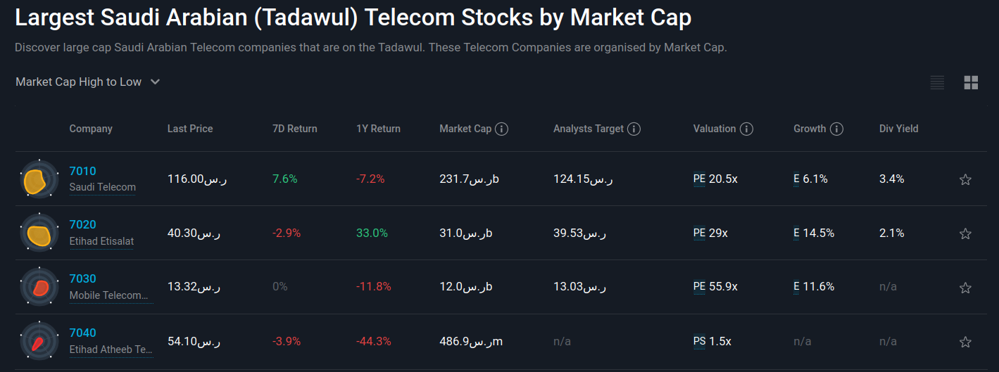 Largest Saudi Arabian (Tadawul) Telecom Stocks by Market Cap
Discover large cap Saudi Arabian Telecom companies that are on the Tadawul. These Telecom Companies are organised by Market Cap.
Market Cap High to Low
Company Last Price 7D Return 1Y Return Market Cap Analysts Target Valuation Growth Div Yield
7010
Saudi Telecom
116.00ر.س 7.6% -7.2% 231.7ر.سb 124.15ر.س PE 20.5x E 6.1% 3.4%
7020
Etihad Etisalat
40.30ر.س -2.9% 33.0% 31.0ر.سb 39.53ر.س PE 29x E 14.5% 2.1%
7030
Mobile Telecom...
13.32ر.س 0% -11.8% 12.0ر.سb 13.03ر.س PE 55.9x E 11.6% n/a
7040
Etihad Atheeb Te...
54.10ر.س -3.9% -44.3% 486.9ر.سm n/a PS 1.5x n/a n/a